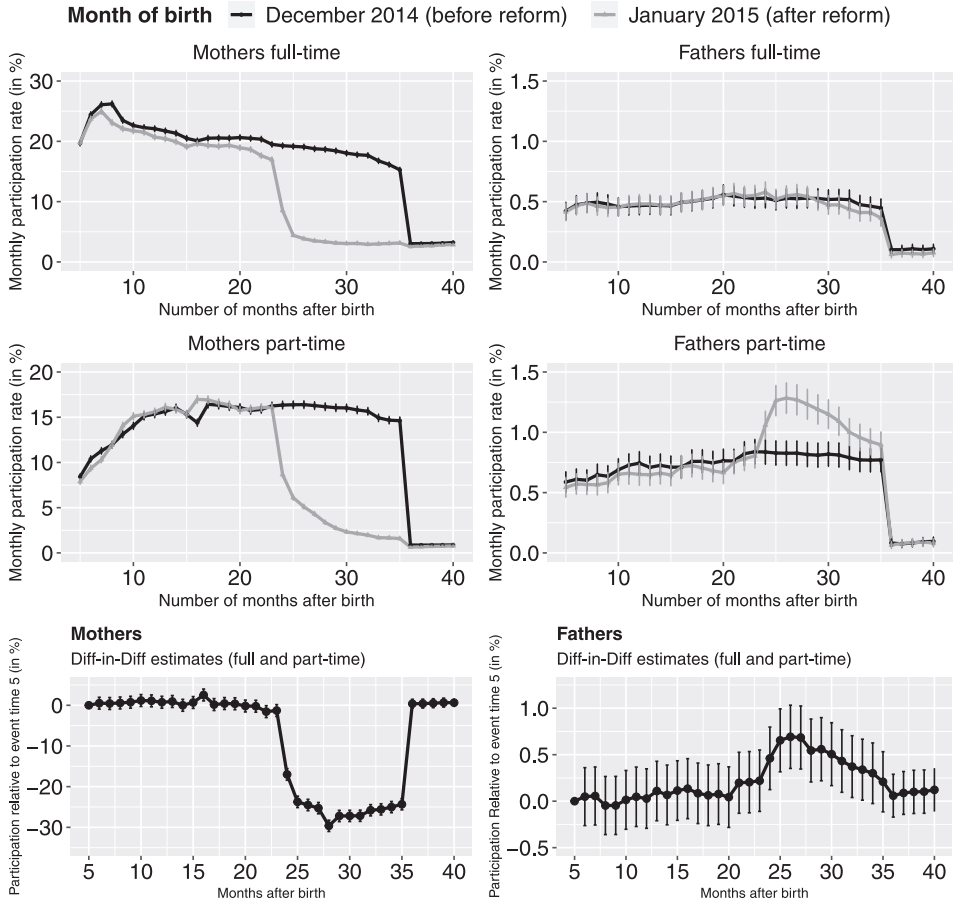 Month of birth December 2014 (before reform) January 2015 (after reform)
Mothers full-time
Monthly participation rate (in %)
30
20
10
0
10 20 30 40
Number of months after birth
Fathers full-time
Monthly participation rate (in %)
1.5
1.0
0.5
0.0
10 20 30 40
Number of months after birth
Mothers part-time
Monthly participation rate (in %)
20
15
10
5
0
10 20 30 40
Number of months after birth
Fathers part-time
Monthly participation rate (in %)
1.5
1.0
0.5
0.0
10 20 30 40
Number of months after birth
Mothers
Diff-in-Diff estimates (full and part-time)
Participation relative to event time 5 (in %)
0
−10
−20
−30
5 10 15 20 25 30 35 40
Months after birth
Fathers
Diff-in-Diff estimates (full and part-time)
Participation Relative to event time 5 (in %)
1.0
0.5
0.0
−0.5
5 10 15 20 25 30 35 40
Months after birth